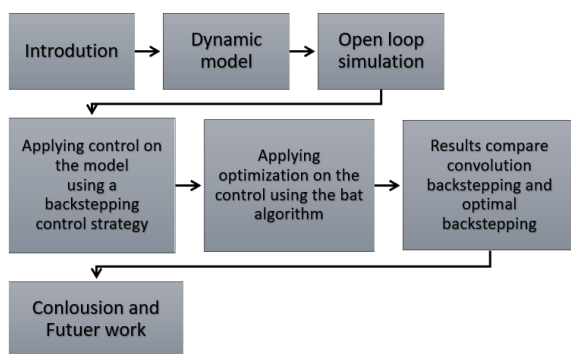 Introdution
Dynamic
model
Open loop
simulation
Applying control on
the model
using a
backstepping
control strategy
Applying
optimization on the
control using the bat
algorithm
Results compare
convolution
backstepping and
optimal
backstepping
Conlousion and
Futuer work